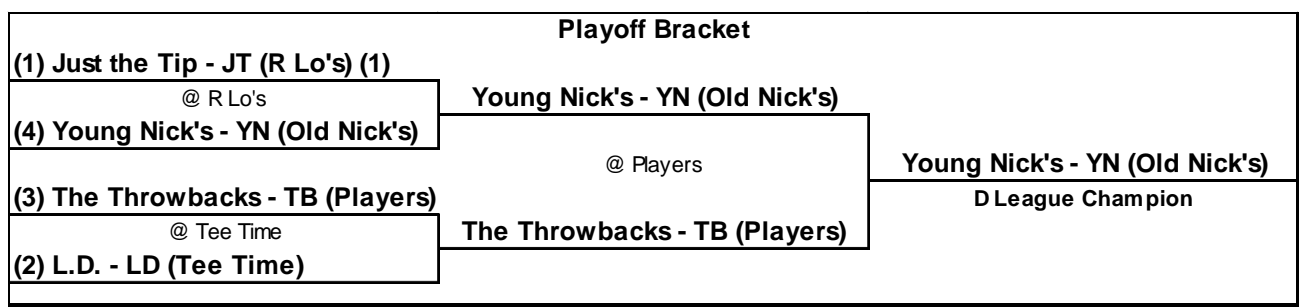 Playoff Bracket
(1) Just the Tip - JT (R Lo's) (1)
@ R Lo's
Young Nick's - YN (Old Nick's)
(4) Young Nick's - YN (Old Nick's)
@ Players
Young Nick's - YN (Old Nick's)
(3) The Throwbacks - TB (Players)
D League Champion
@ Tee Time
The Throwbacks - TB (Players)
(2) L.D. - LD (Tee Time)